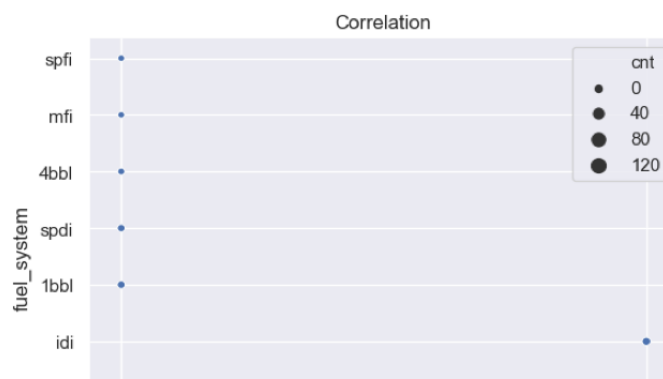 Correlation
spfi
mfi
4bbl
spdi
1bbl
idi
fuel_system
cnt
0
40
80
120